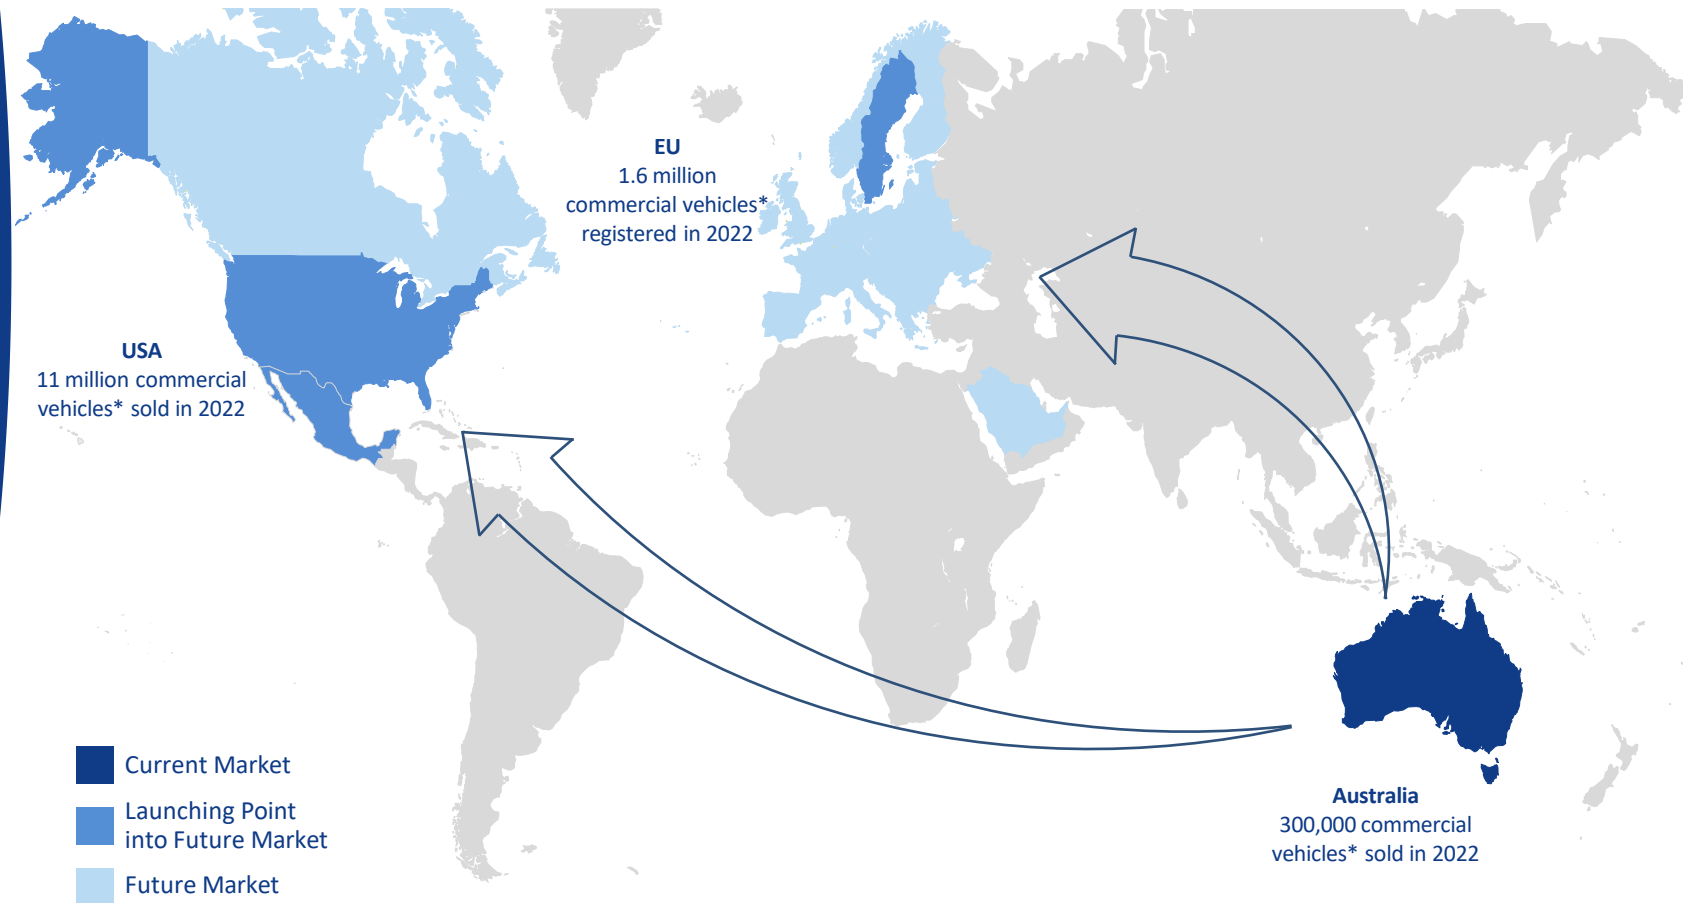 EU
1.6 million
commercial vehicles*
registered in 2022
USA
11 million commercial
vehicles* sold in 2022
Current Market
Launching Point
into Future Market
Future Market
Australia
300,000 commercial
vehicles* sold in 2022